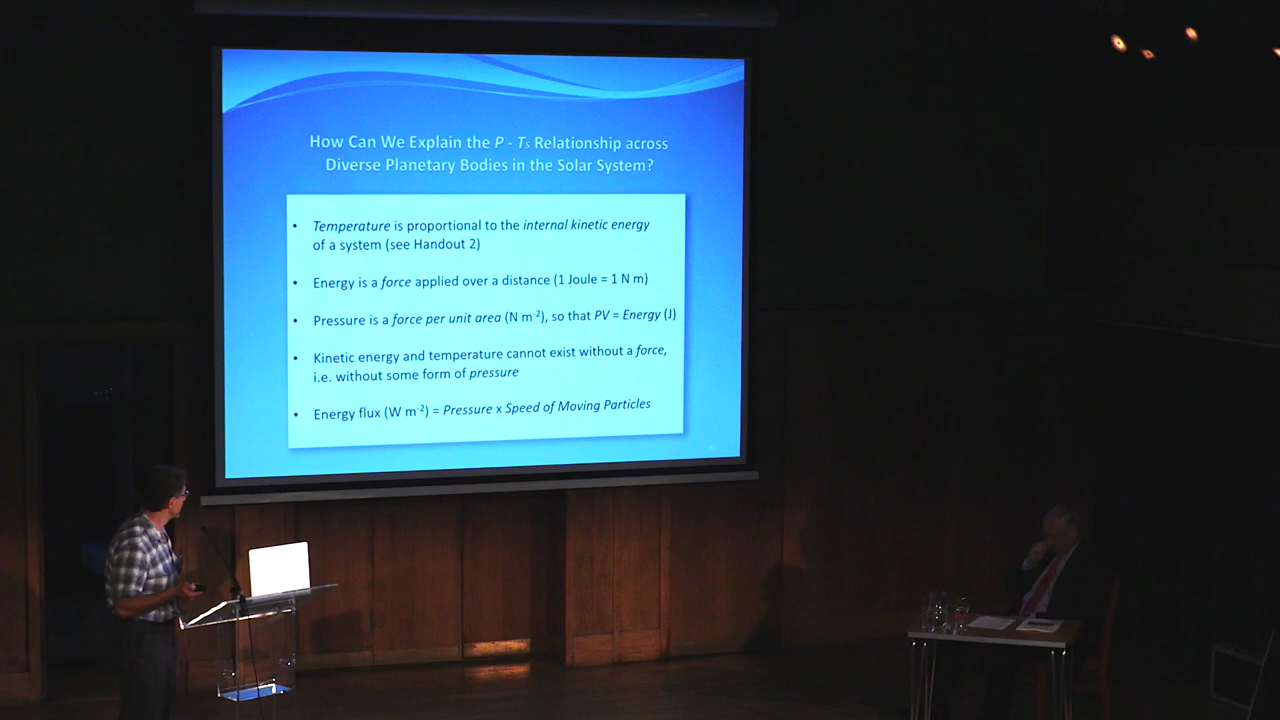 How Can We Explain the P - Ts Relationship across
Diverse Planetary Bodies in the Solar System?
• Temperature is proportional to the internal kinetic energy
of a system (see Handout 2)
• Energy is a force applied over a distance (1 Joule = 1 N m)
• Pressure is a force per unit area (N m⁻²), so that PV = Energy (J)
• Kinetic energy and temperature cannot exist without a force,
i.e. without some form of pressure
• Energy flux (W m⁻²) = Pressure x Speed of Moving Particles